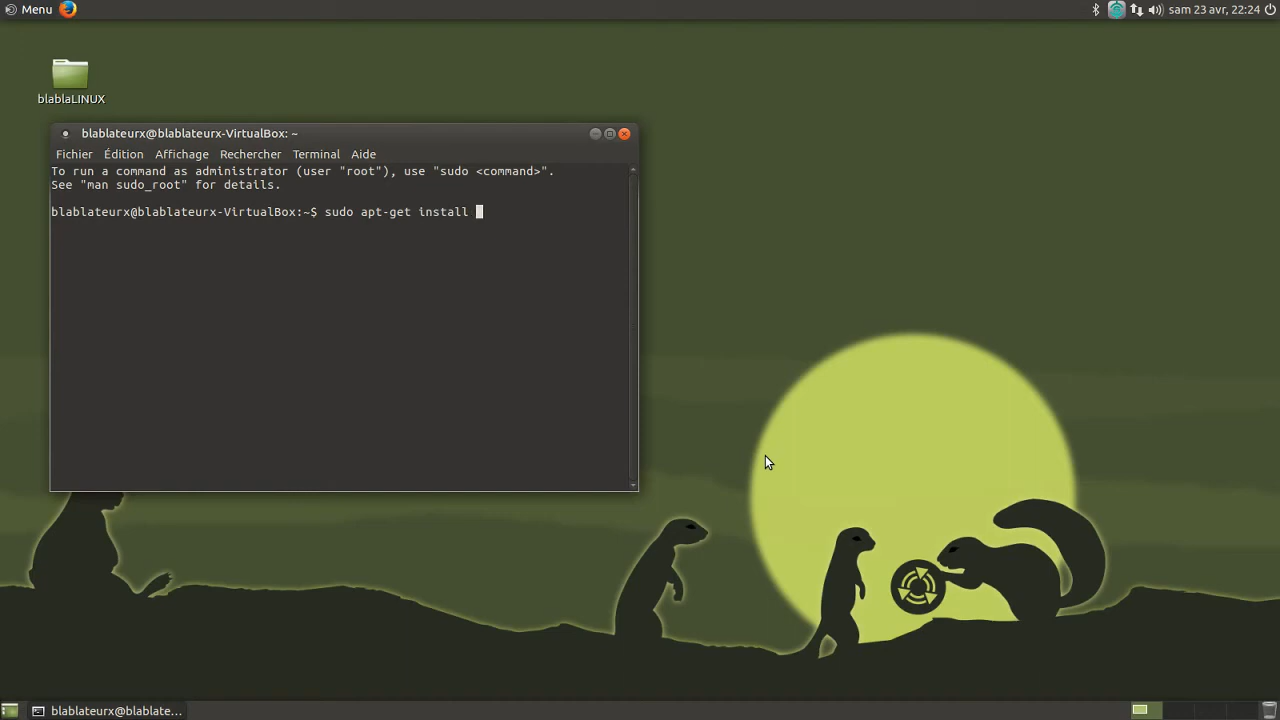 Menu
sam 23 avr, 22:24
blablaLINUX
blablateurx@blablateurx-VirtualBox: ~
Fichier Édition Affichage Rechercher Terminal Aide
To run a command as administrator (user "root"), use "sudo <command>".
See "man sudo_root" for details.
blablateurx@blablateurx-VirtualBox:~$ sudo apt-get install
blablateurx@blablate...